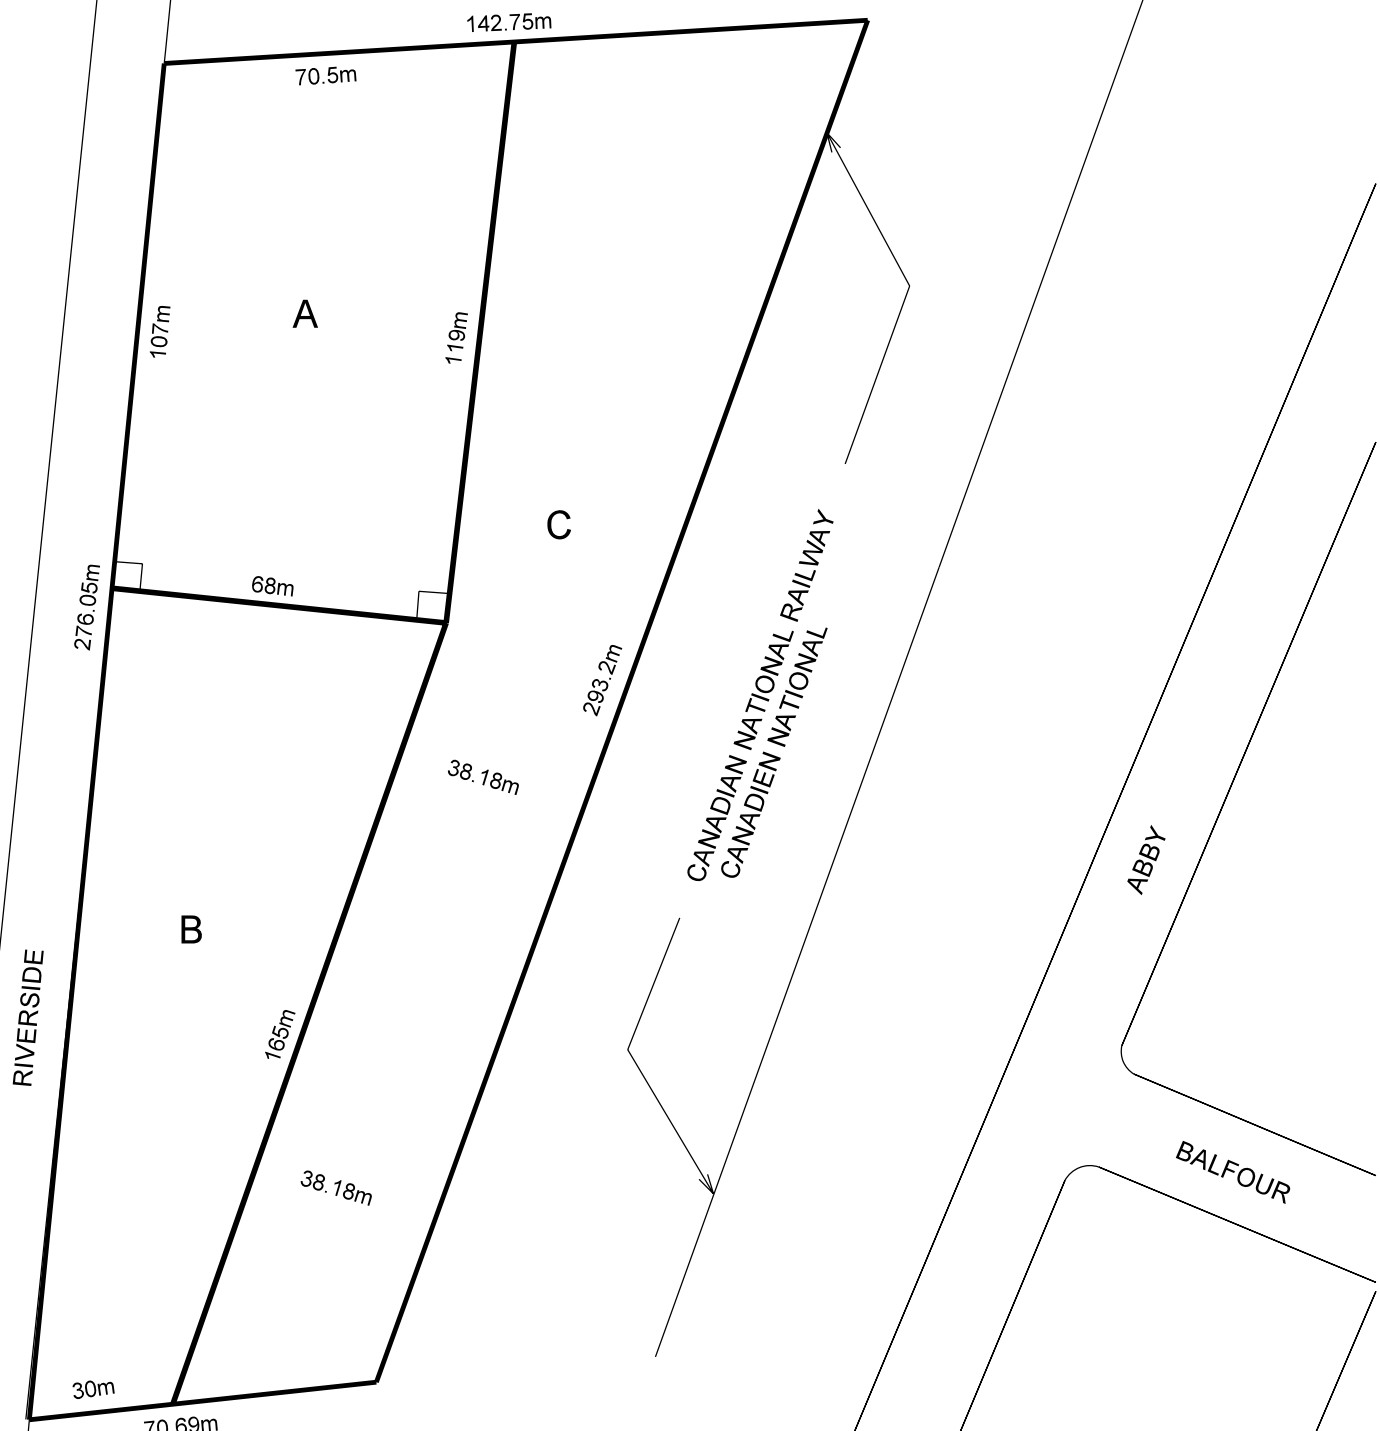 142.75m
70.5m
107m
A
119m
C
68m
276.05m
293.2m
CANADIAN NATIONAL RAILWAY
CANADIEN NATIONAL
38.18m
ABBY
B
RIVERSIDE
165m
38.18m
BALFOUR
30m
70.69m